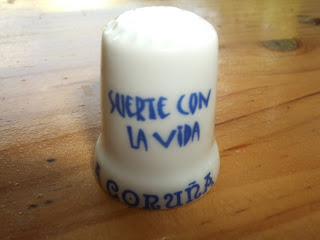 SUERTE CON
LA VIDA
A CORUÑA